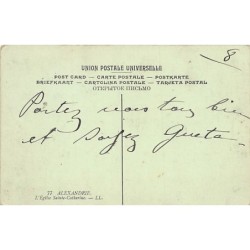 8
UNION POSTALE UNIVERSELLE
POST CARD — CARTE POSTALE — POSTKARTE
BRIEFKAART — CARTOLINA POSTALE — TARJETA POSTAL
ОТКРЫТОЕ ПИСЬМО
Portez vous tous bien
et soyez
77 ALEXANDRIE.
L'Eglise Sainte-Catherine. — LL.